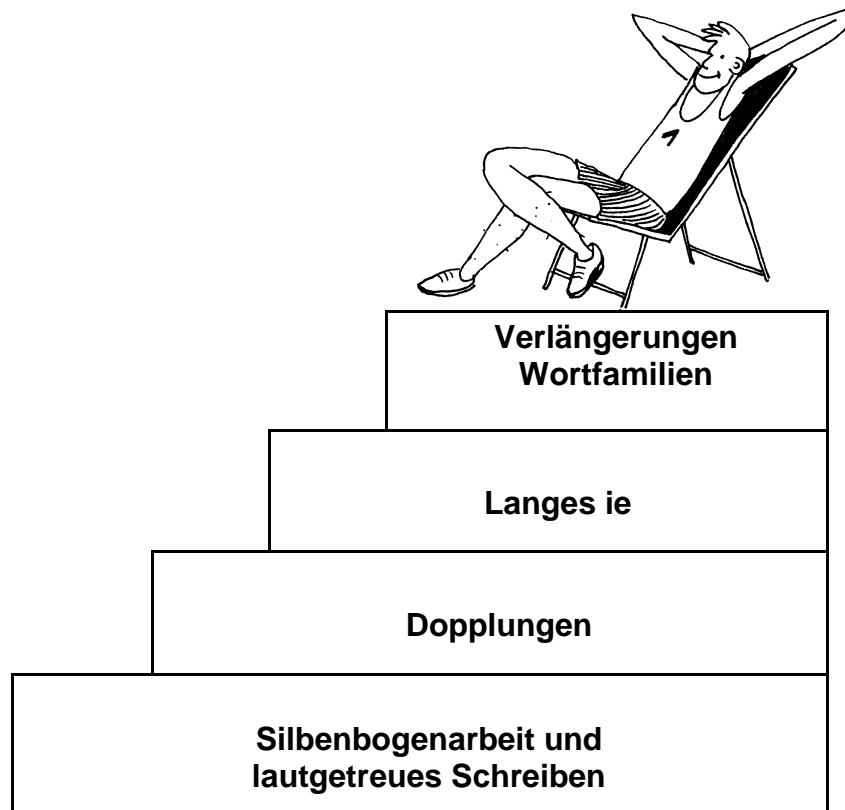 Verlängerungen
Wortfamilien
Langes ie
Dopplungen
Silbenbogenarbeit und
lautgetreues Schreiben